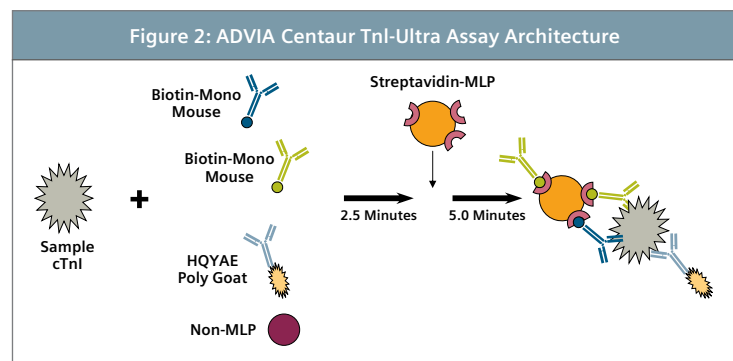 Figure 2: ADVIA Centaur TnI-Ultra Assay Architecture
Biotin-Mono
Mouse
Streptavidin-MLP
Biotin-Mono
Mouse
2.5 Minutes
5.0 Minutes
Sample
cTnI
HQYAE
Poly Goat
Non-MLP